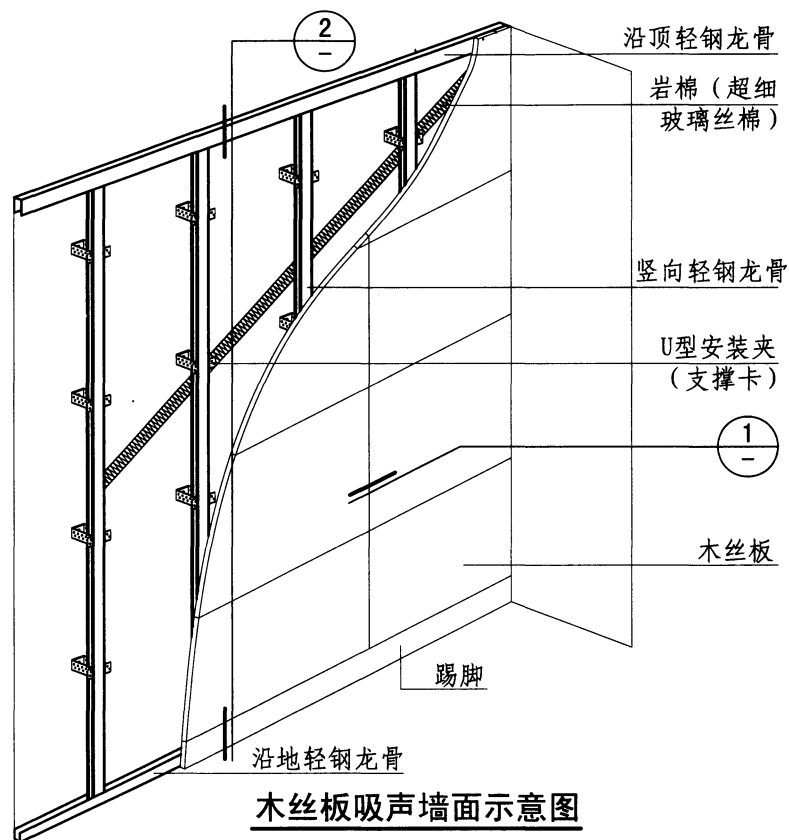 2
–
沿顶轻钢龙骨
岩棉（超细
玻璃丝棉）
竖向轻钢龙骨
U型安装夹
（支撑卡）
1
–
木丝板
踢脚
沿地轻钢龙骨
木丝板吸声墙面示意图